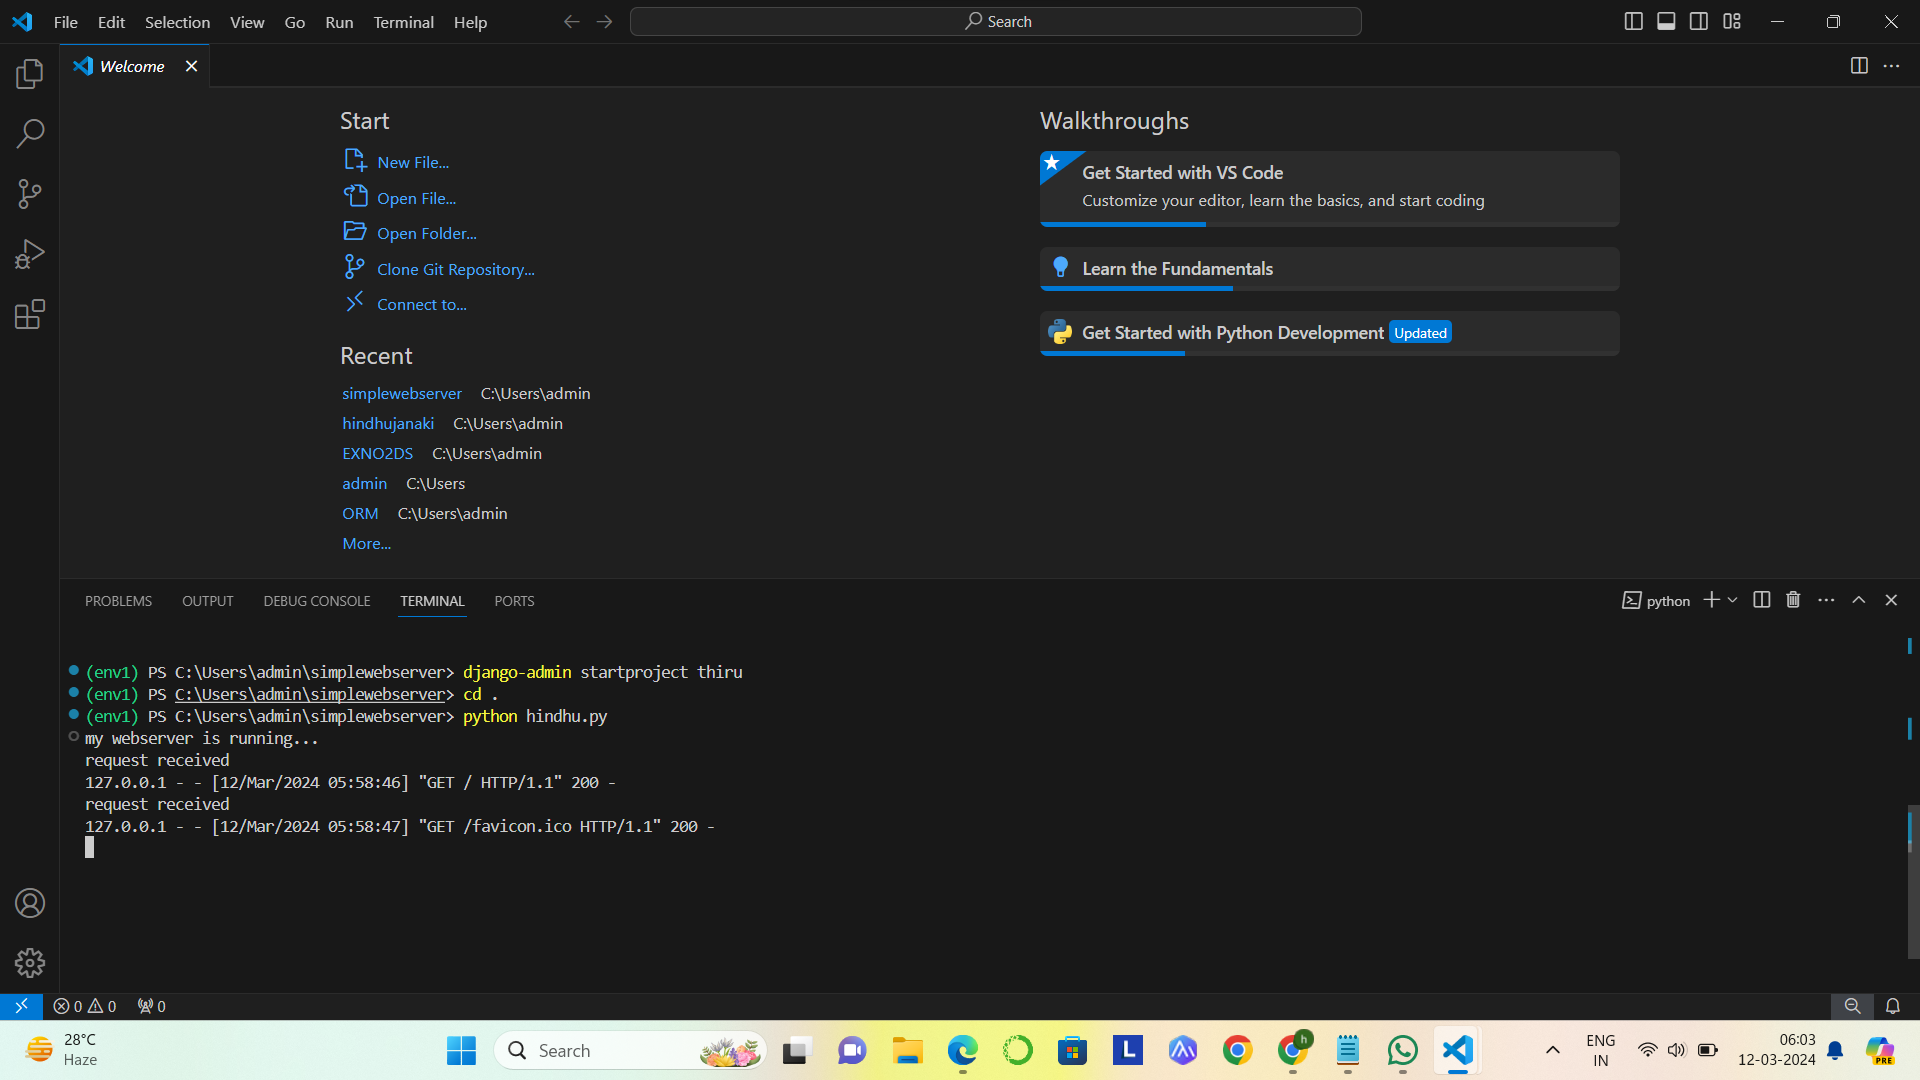 File Edit Selection View Go Run Terminal Help
Search
Welcome
Start
New File...
Open File...
Open Folder...
Clone Git Repository...
Connect to...
Recent
simplewebserver C:\Users\admin
hindhujanaki C:\Users\admin
EXNO2DS C:\Users\admin
admin C:\Users
ORM C:\Users\admin
More...
Walkthroughs
Get Started with VS Code
Customize your editor, learn the basics, and start coding
Learn the Fundamentals
Get Started with Python Development Updated
PROBLEMS OUTPUT DEBUG CONSOLE TERMINAL PORTS
python
(env1) PS C:\Users\admin\simplewebserver> django-admin startproject thiru
(env1) PS C:\Users\admin\simplewebserver> cd .
(env1) PS C:\Users\admin\simplewebserver> python hindhu.py
my webserver is running...
request received
127.0.0.1 - - [12/Mar/2024 05:58:46] "GET / HTTP/1.1" 200 -
request received
127.0.0.1 - - [12/Mar/2024 05:58:47] "GET /favicon.ico HTTP/1.1" 200 -
0 0 0
28°C
Haze
Search
L
h
ENG
IN
06:03
12-03-2024
PRE